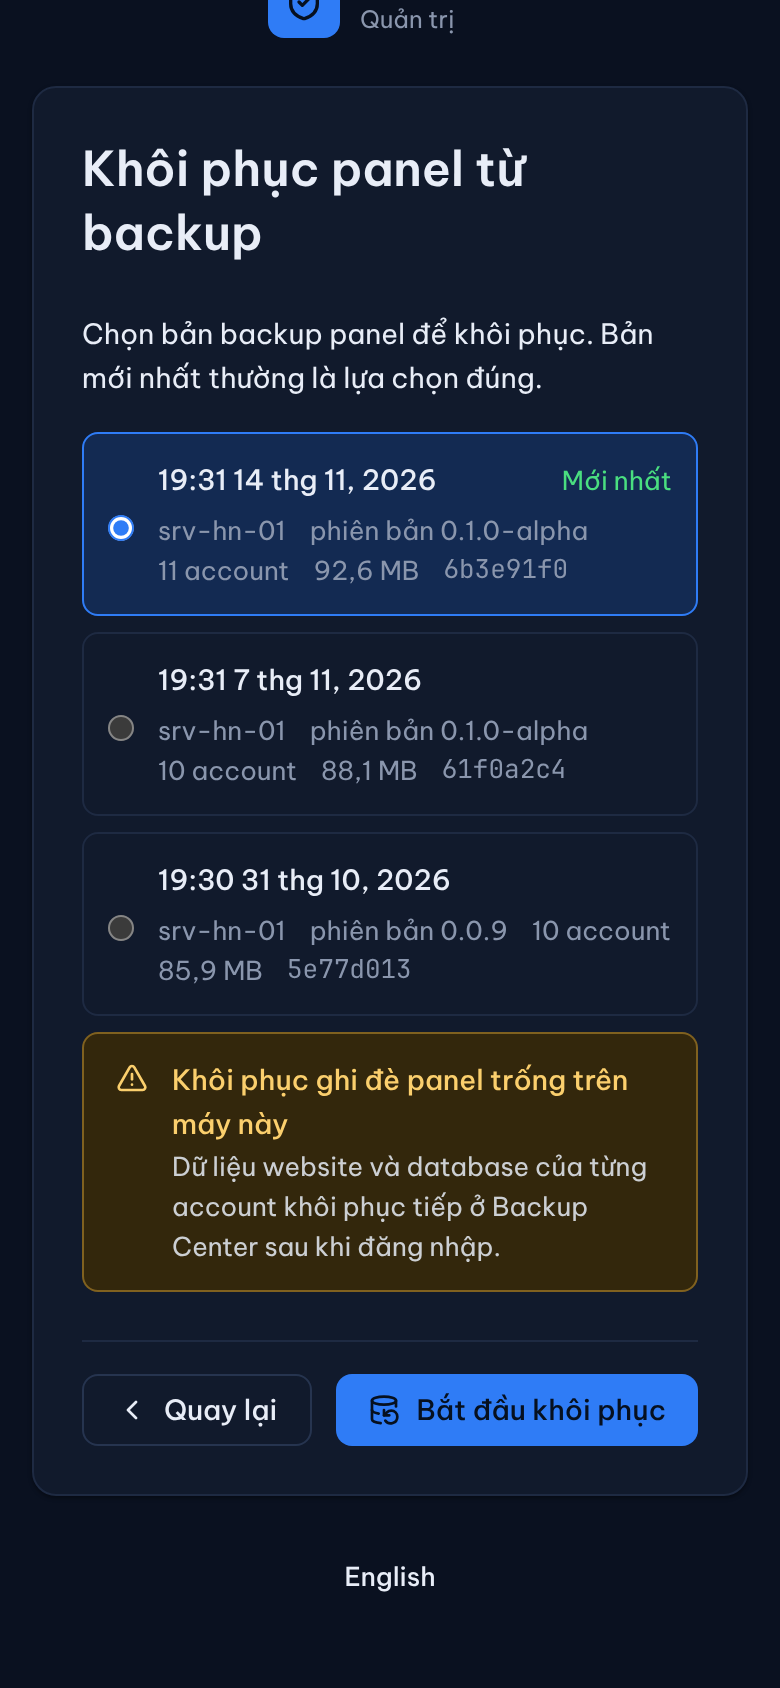 Quản trị
Khôi phục panel từ
backup
Chọn bản backup panel để khôi phục. Bản
mới nhất thường là lựa chọn đúng.
19:31 14 thg 11, 2026 Mới nhất
srv-hn-01 phiên bản 0.1.0-alpha
11 account 92,6 MB 6b3e91f0
19:31 7 thg 11, 2026
srv-hn-01 phiên bản 0.1.0-alpha
10 account 88,1 MB 61f0a2c4
19:30 31 thg 10, 2026
srv-hn-01 phiên bản 0.0.9 10 account
85,9 MB 5e77d013
Khôi phục ghi đè panel trống trên
máy này
Dữ liệu website và database của từng
account khôi phục tiếp ở Backup
Center sau khi đăng nhập.
Quay lại Bắt đầu khôi phục
English